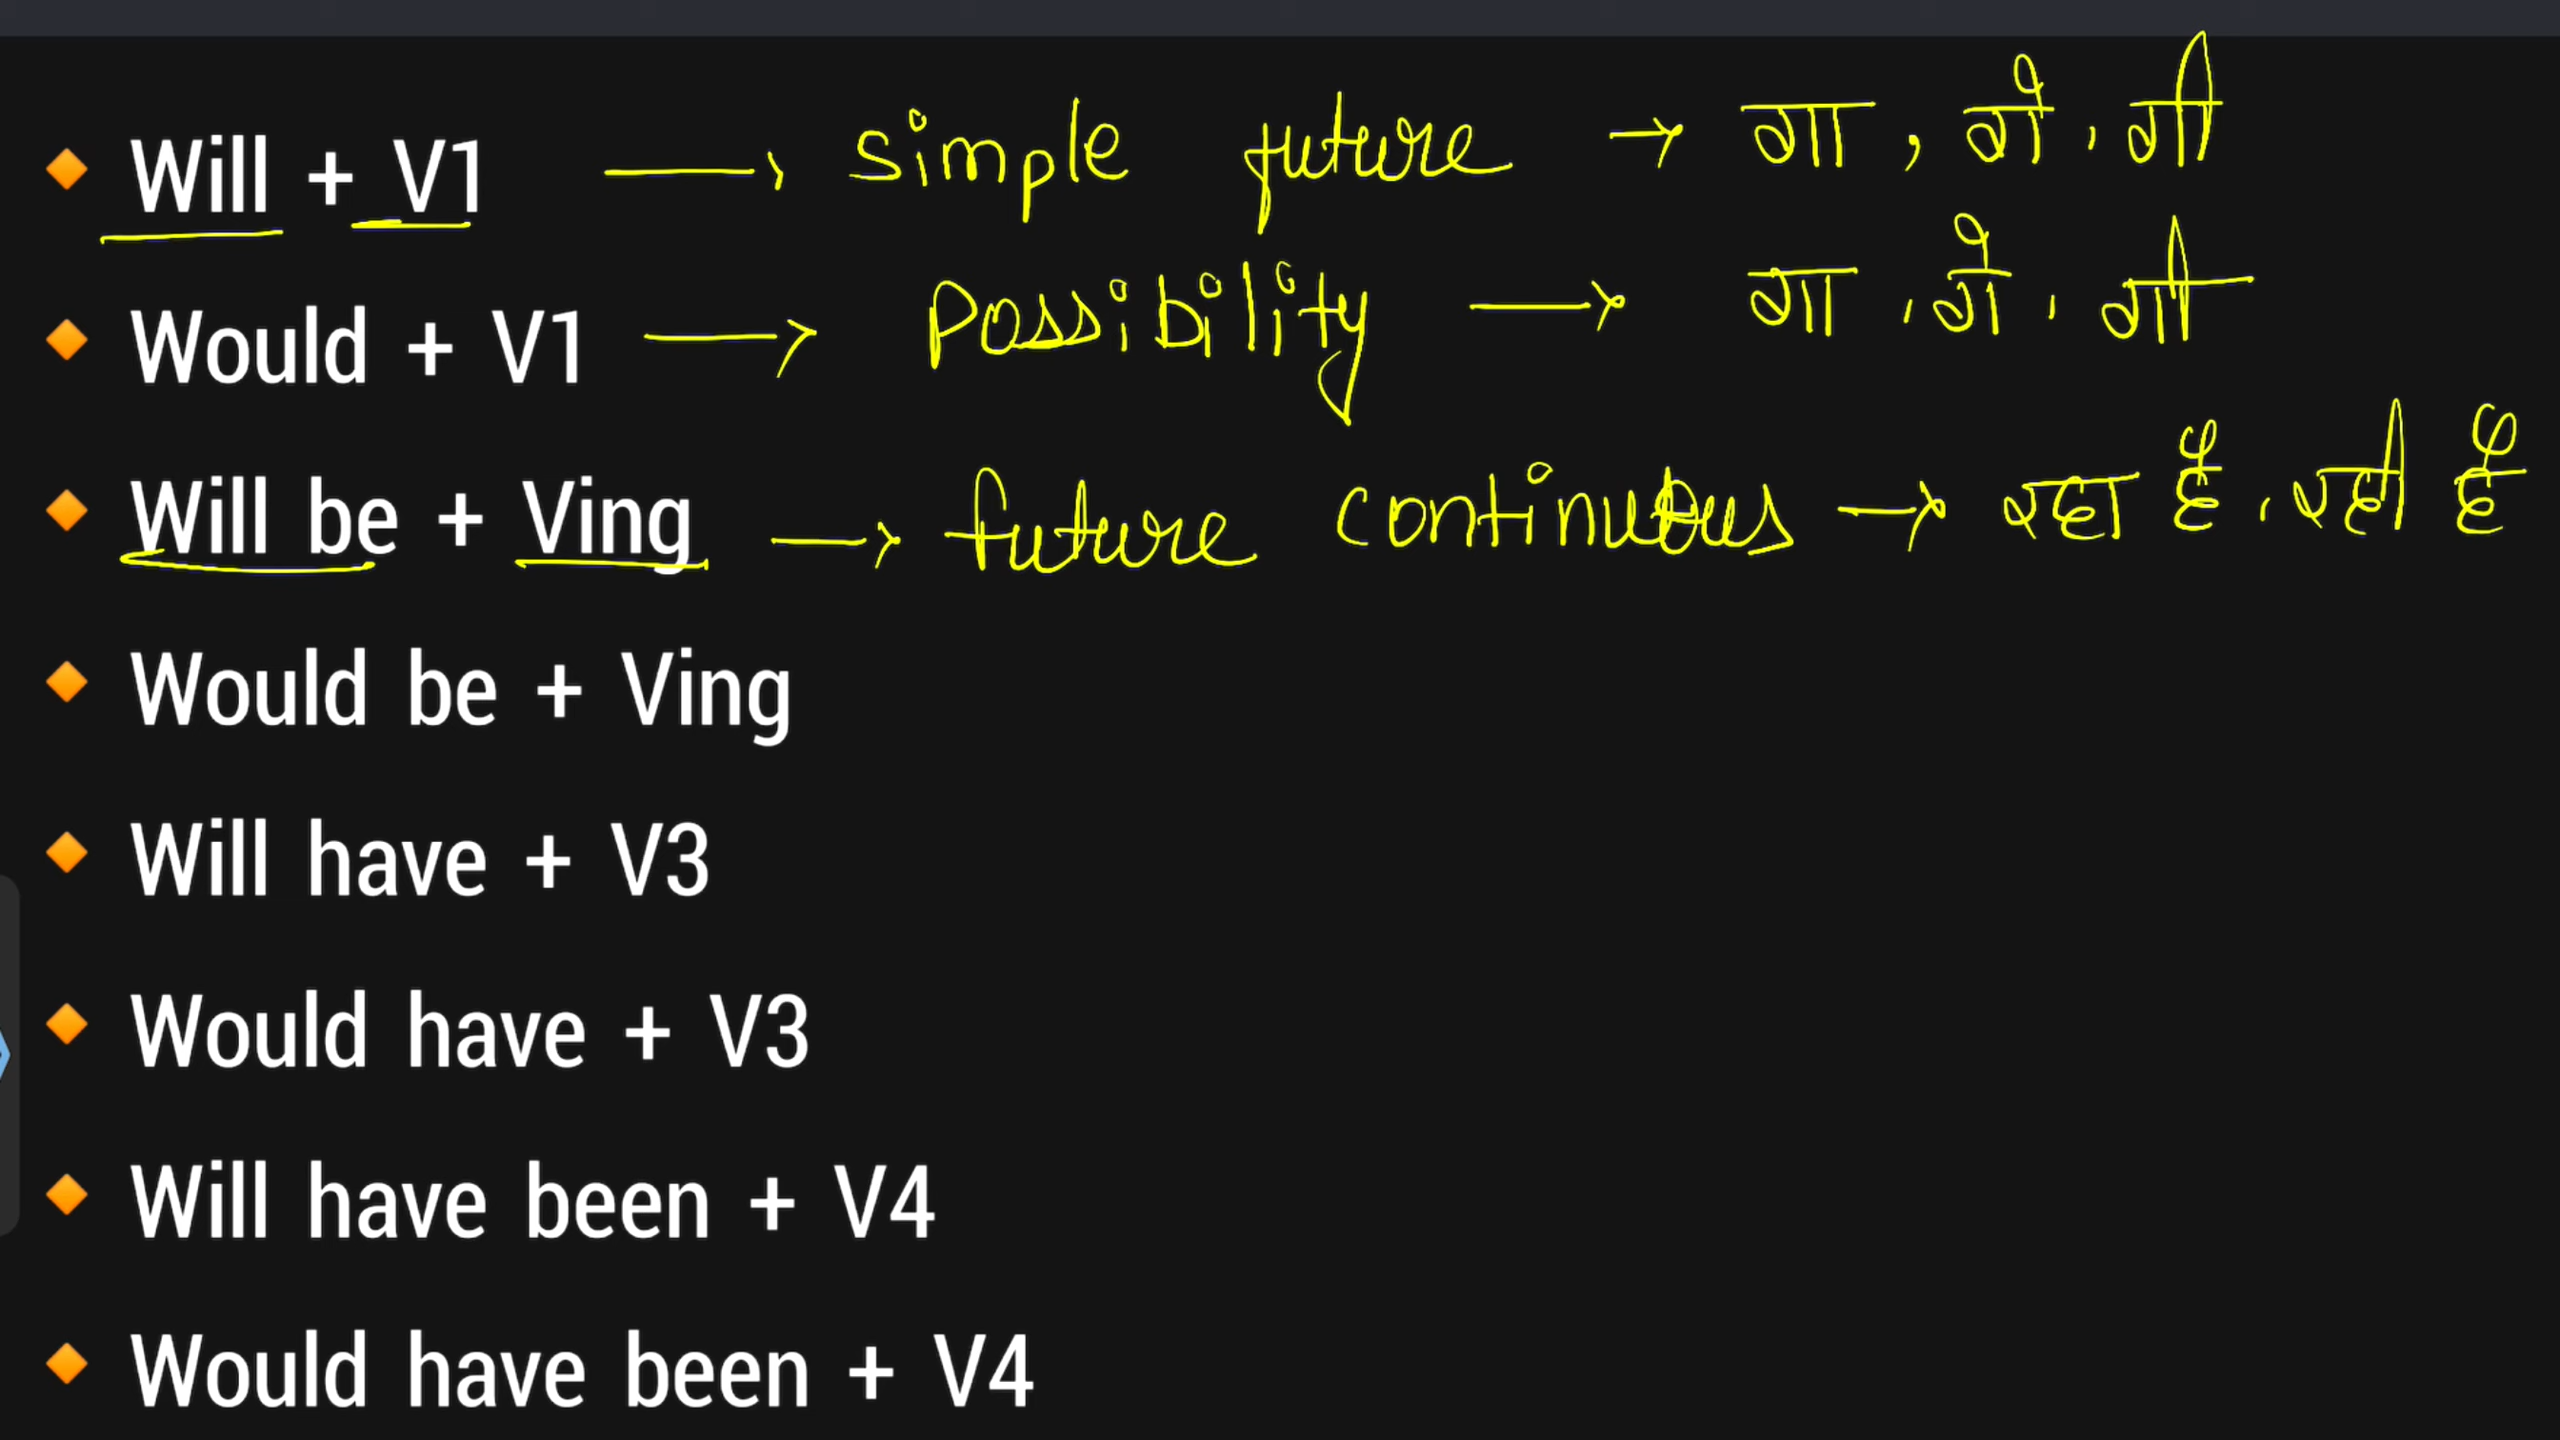 Will + V1 → simple future → गा, गे, गी
Would + V1 → Possibility → गा, गे, गी
Will be + Ving → future continuous → रहा है, रही है
Would be + Ving
Will have + V3
Would have + V3
Will have been + V4
Would have been + V4